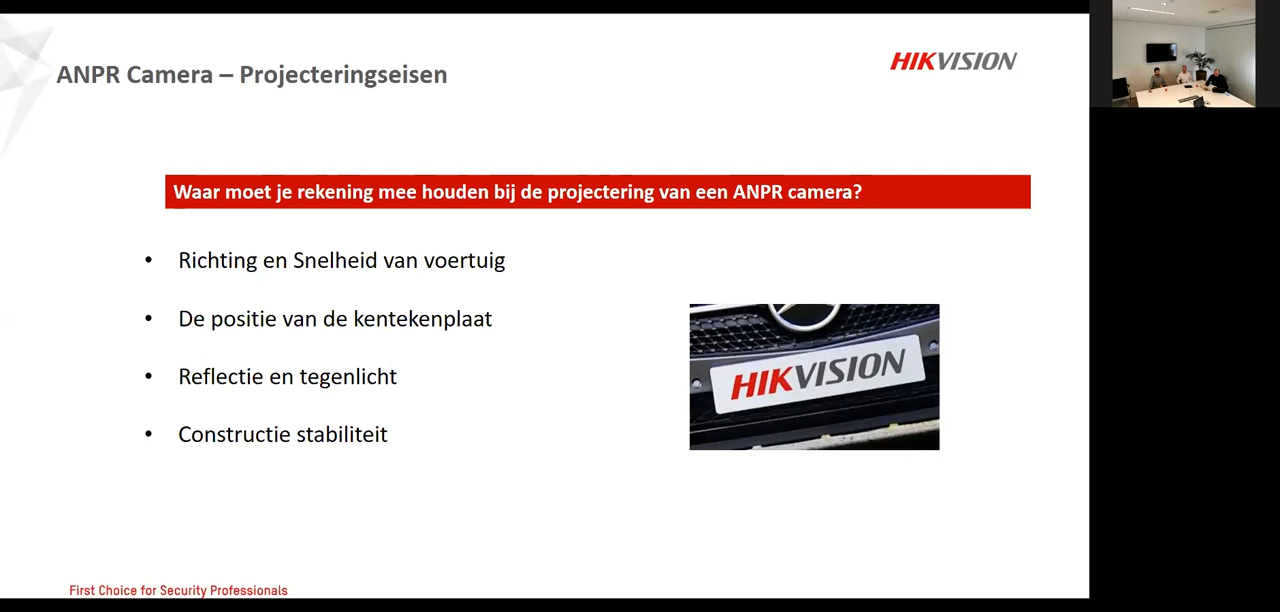 ANPR Camera – Projecteringseisen
HIKVISION
Waar moet je rekening mee houden bij de projectering van een ANPR camera?
• Richting en Snelheid van voertuig
• De positie van de kentekenplaat
• Reflectie en tegenlicht
• Constructie stabiliteit
HIKVISION
First Choice for Security Professionals